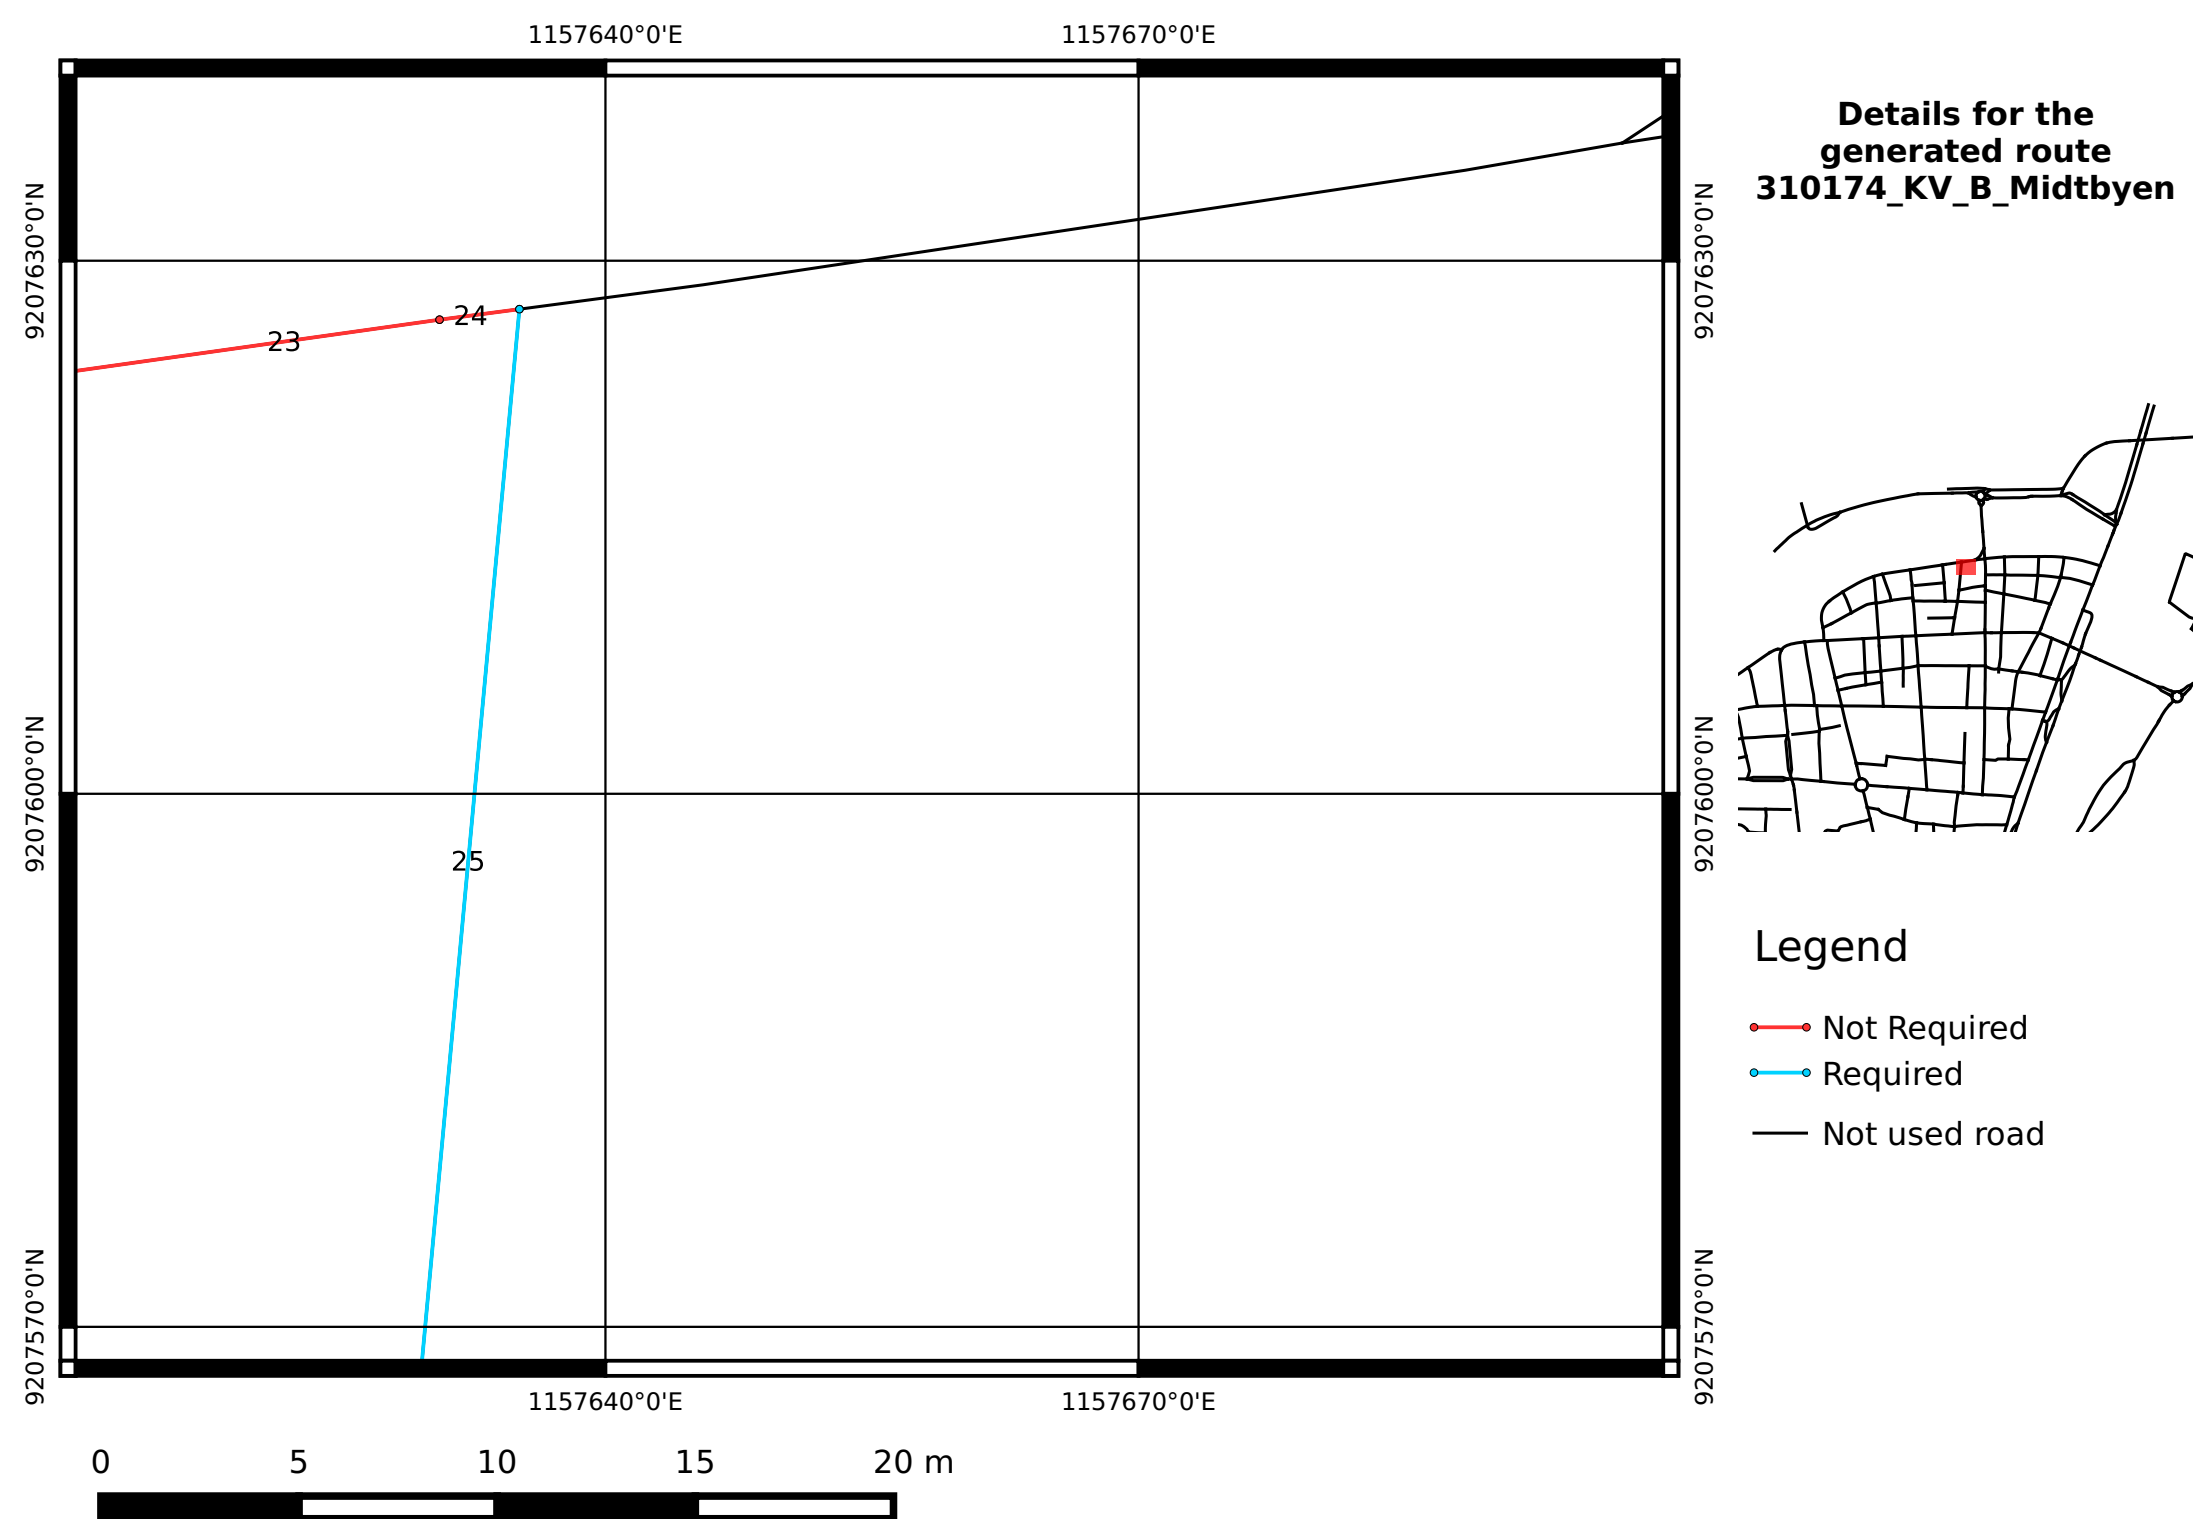 1157640°0'E 1157670°0'E
Details for the
generated route
310174_KV_B_Midtbyen
9207630°0'N
9207630°0'N
23
24
9207600°0'N
9207600°0'N
25
Legend
Not Required
Required
Not used road
9207570°0'N
9207570°0'N
1157640°0'E 1157670°0'E
0 5 10 15 20 m